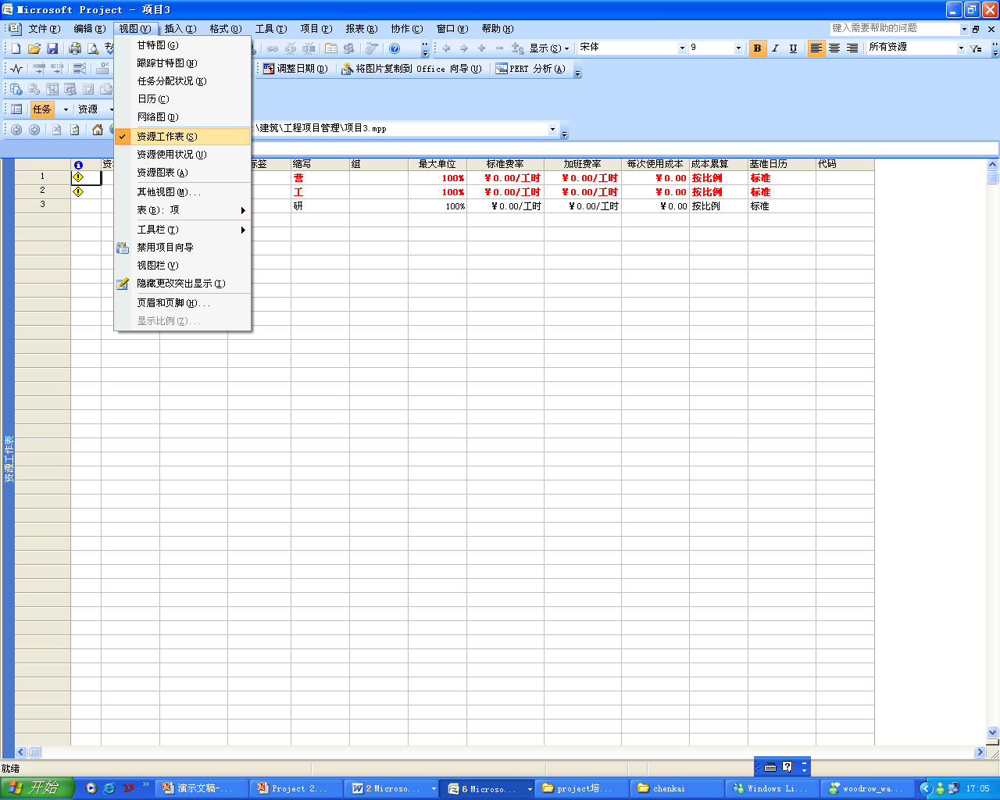 Microsoft Project - 项目3
文件(F) 编辑(E) 视图(V) 插入(I) 格式(O) 工具(T) 项目(P) 报表(R) 协作(C) 窗口(W) 帮助(H) 键入需要帮助的问题
显示(S) 宋体 9 B I U 所有资源
调整日期(D) 将图片复制到 Office 向导(U) PERT 分析(A)
任务 资源
:\建筑\工程项目管理\项目3.mpp
甘特图(G)
跟踪甘特图(N)
任务分配状况(K)
日历(C)
网络图(D)
资源工作表(S)
资源使用状况(U)
资源图表(A)
其他视图(M)...
表(B): 项
工具栏(T)
禁用项目向导
视图栏(V)
隐藏更改突出显示(I)
页眉和页脚(H)...
显示比例(Z)...
标签 缩写 组 最大单位 标准费率 加班费率 每次使用成本 成本累算 基准日历 代码
1 营 100% ¥0.00/工时 ¥0.00/工时 ¥0.00 按比例 标准
2 工 100% ¥0.00/工时 ¥0.00/工时 ¥0.00 按比例 标准
3 研 100% ¥0.00/工时 ¥0.00/工时 ¥0.00 按比例 标准
资源工作表
就绪
开始 演示文稿-... Project 2... 2 Microso... 6 Microso... project培... chenkai Windows Li... woodrow_wa... 17:05